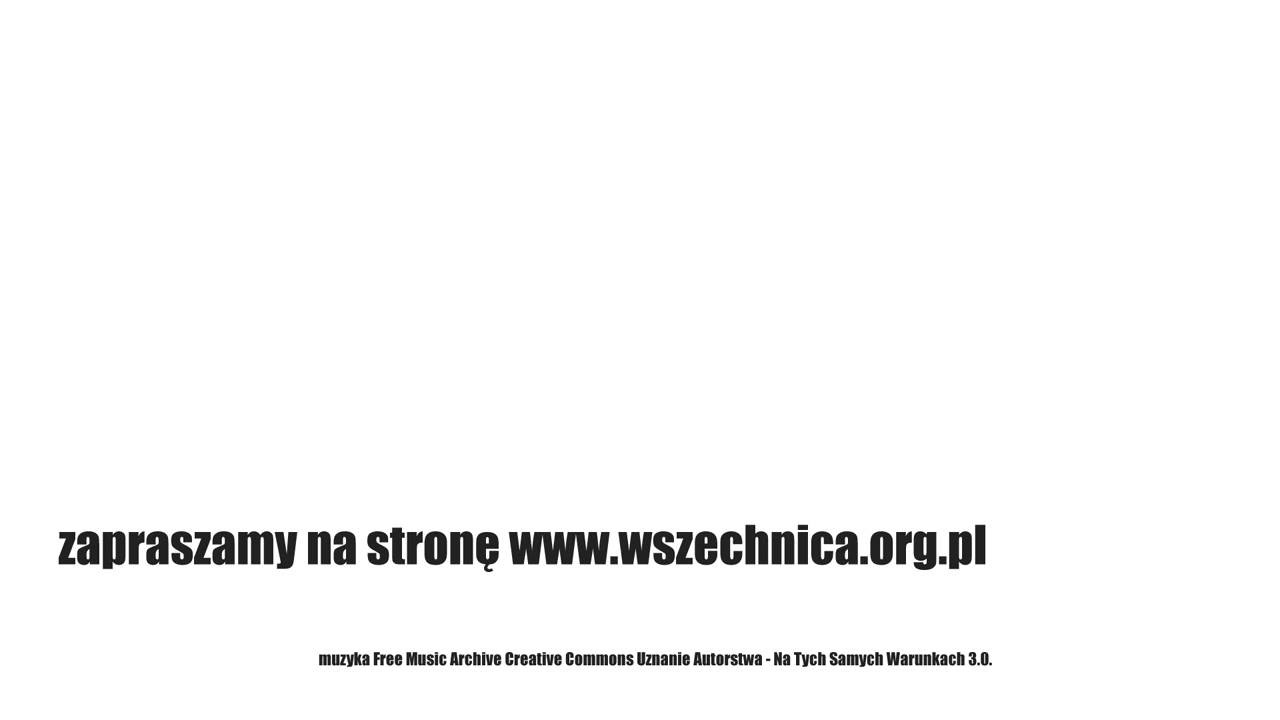 zapraszamy na stronę www.wszechnica.org.pl
muzyka Free Music Archive Creative Commons Uznanie Autorstwa - Na Tych Samych Warunkach 3.0.